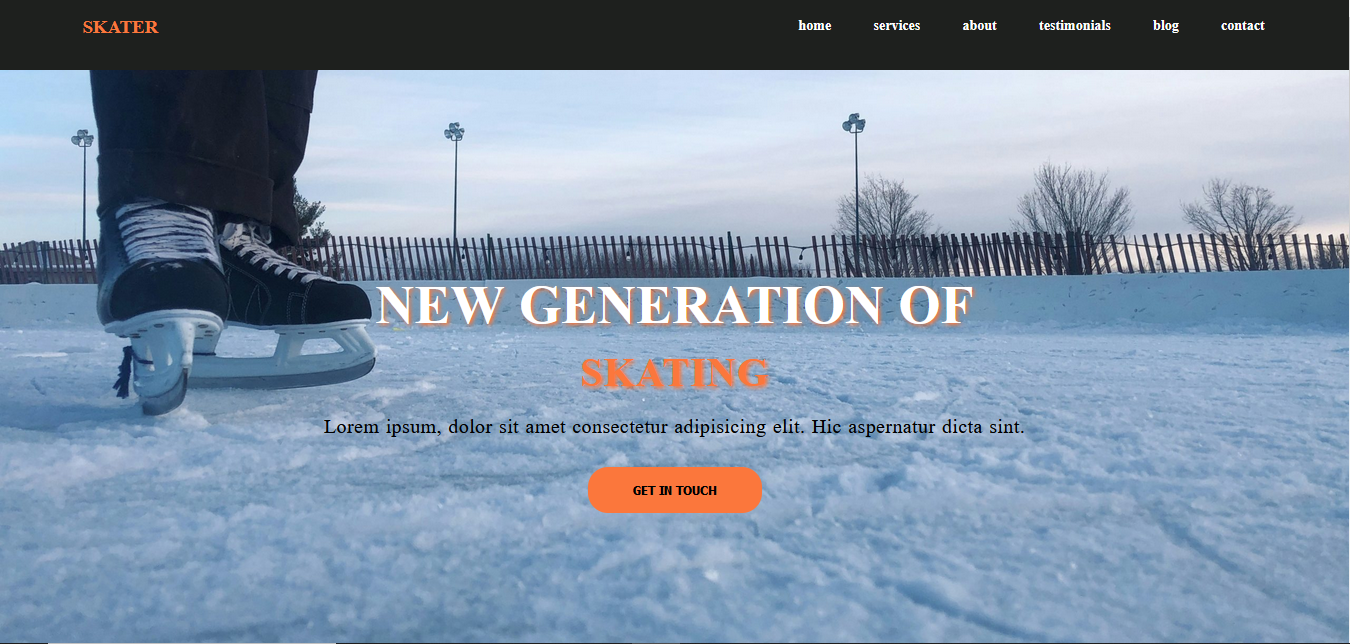 SKATER
home services about testimonials blog contact
NEW GENERATION OF
SKATING
Lorem ipsum, dolor sit amet consectetur adipisicing elit. Hic aspernatur dicta sint.
GET IN TOUCH